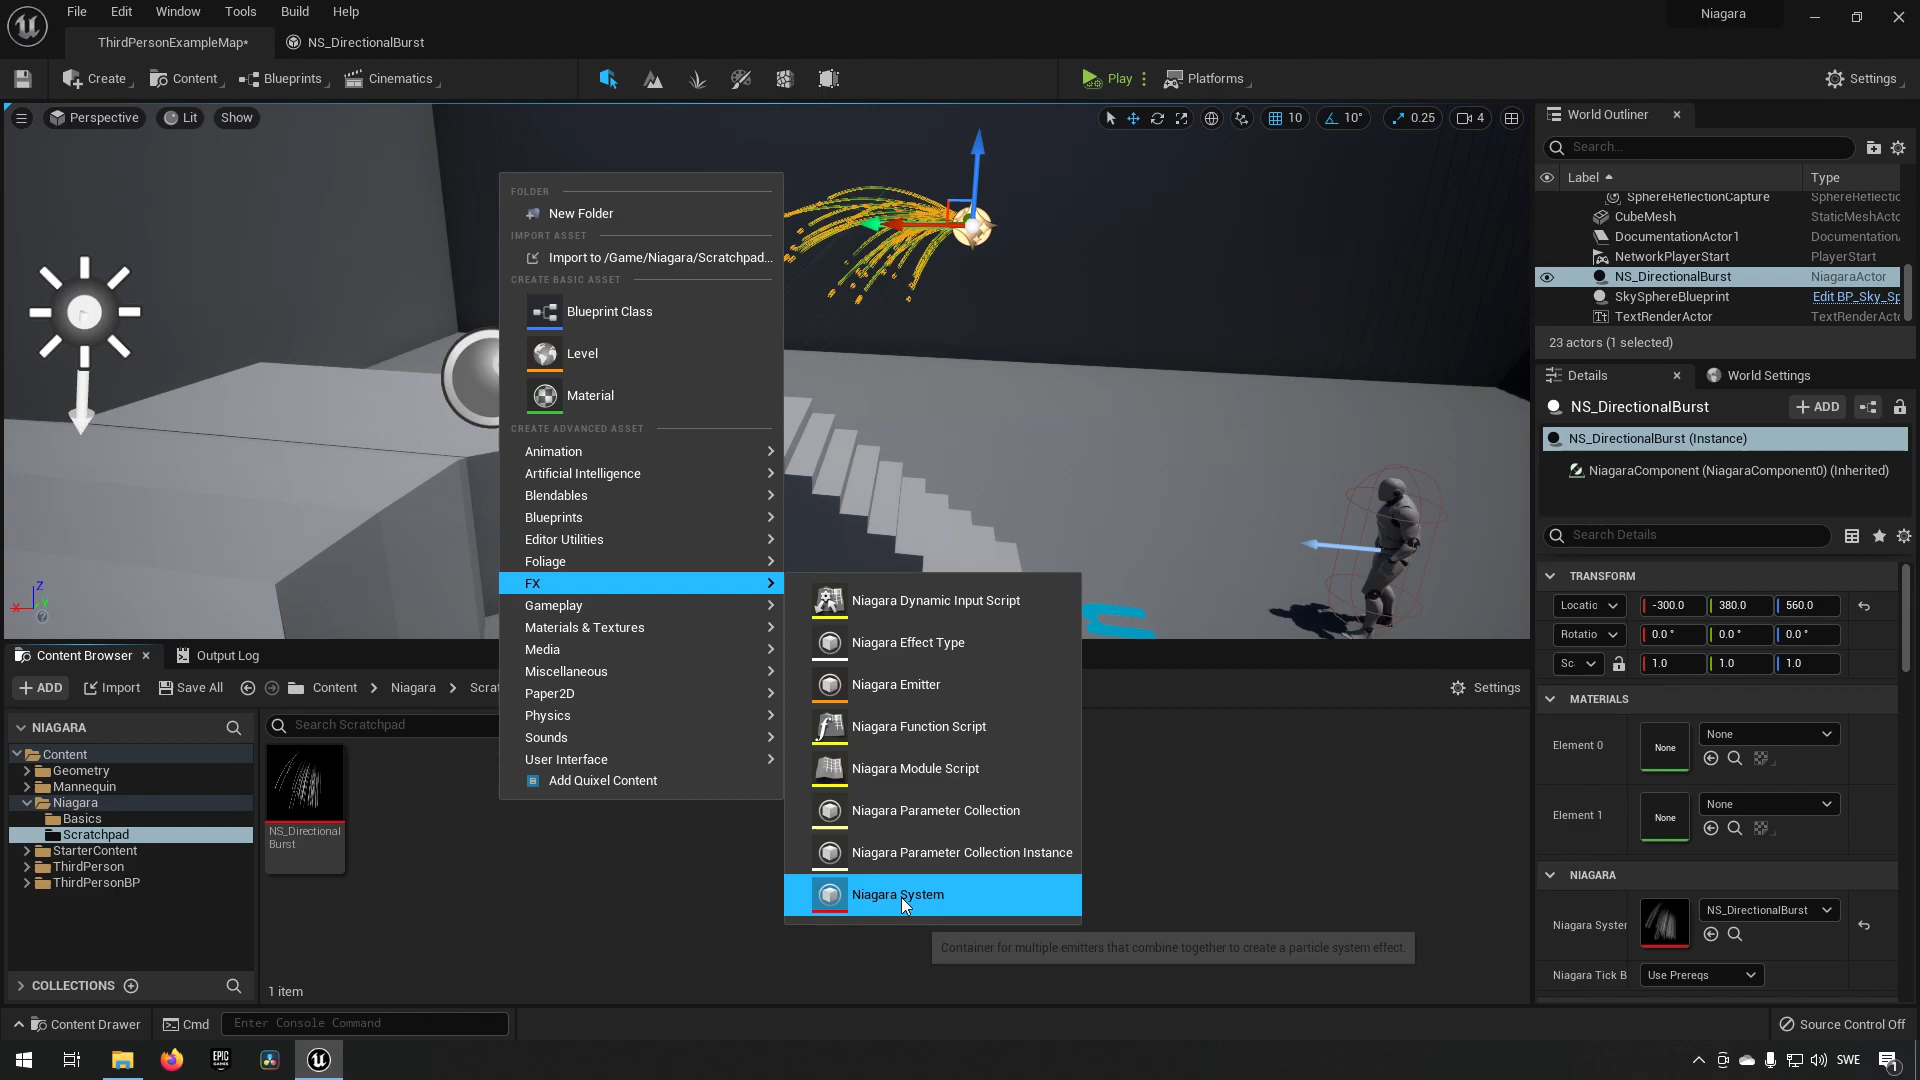 File Edit Window Tools Build Help
Niagara
ThirdPersonExampleMap*
NS_DirectionalBurst
Create
Content
Blueprints
Cinematics
Play
Platforms
Settings
Perspective
Lit
Show
10
10°
0.25
4
FOLDER
New Folder
IMPORT ASSET
Import to /Game/Niagara/Scratchpad...
CREATE BASIC ASSET
Blueprint Class
Level
Material
CREATE ADVANCED ASSET
Animation
Artificial Intelligence
Blendables
Blueprints
Editor Utilities
Foliage
FX
Gameplay
Materials & Textures
Media
Miscellaneous
Paper2D
Physics
Sounds
User Interface
Add Quixel Content
Niagara Dynamic Input Script
Niagara Effect Type
Niagara Emitter
Niagara Function Script
Niagara Module Script
Niagara Parameter Collection
Niagara Parameter Collection Instance
Niagara System
Container for multiple emitters that combine together to create a particle system effect.
Z
X
Y
World Outliner
Search...
Label
Type
SphereReflectionCapture SphereReflectic
CubeMesh StaticMeshActo
DocumentationActor1 Documentation
NetworkPlayerStart PlayerStart
NS_DirectionalBurst NiagaraActor
SkySphereBlueprint Edit BP_Sky_Sp
TextRenderActor TextRenderActo
23 actors (1 selected)
Details
World Settings
NS_DirectionalBurst
ADD
NS_DirectionalBurst (Instance)
NiagaraComponent (NiagaraComponent0) (Inherited)
Search Details
TRANSFORM
Locatic -300.0 380.0 560.0
Rotatio 0.0 ° 0.0 ° 0.0 °
Sc 1.0 1.0 1.0
MATERIALS
Element 0 None None
Element 1 None None
NIAGARA
Niagara Syster NS_DirectionalBurst
Niagara Tick B Use Prereqs
Content Browser
Output Log
ADD
Import
Save All
Content
Niagara
Scrat
Settings
NIAGARA
Search Scratchpad
Content
Geometry
Mannequin
Niagara
Basics
Scratchpad
StarterContent
ThirdPerson
ThirdPersonBP
NS_Directional
Burst
COLLECTIONS
1 item
Content Drawer
Cmd
Enter Console Command
Source Control Off
EPIC
GAMES
SWE
1